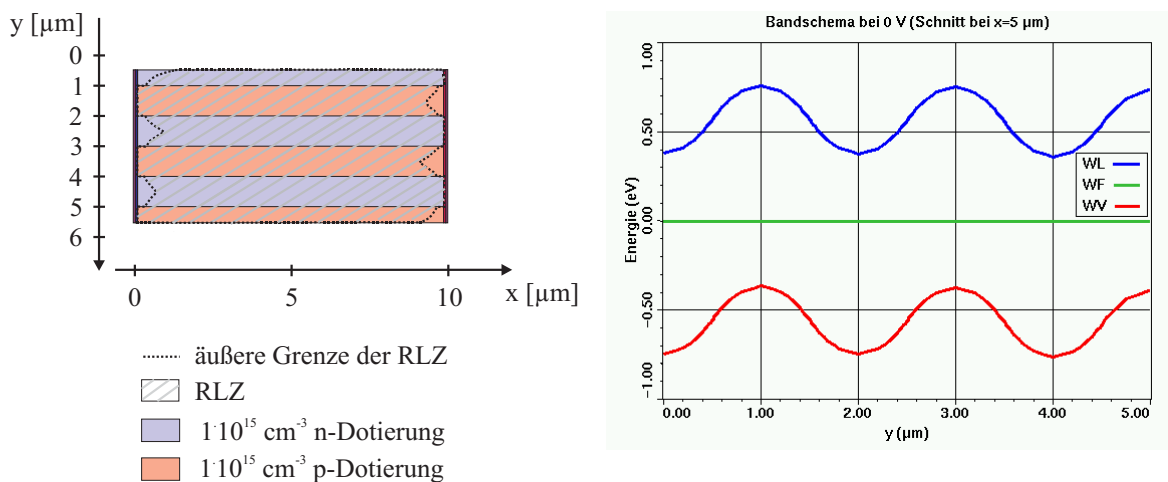 y [µm]
0
1
2
3
4
5
6
0
5
10
x [µm]
äußere Grenze der RLZ
RLZ
1·10¹⁵ cm⁻³ n-Dotierung
1·10¹⁵ cm⁻³ p-Dotierung
Bandschema bei 0 V (Schnitt bei x=5 µm)
Energie (eV)
1.00
0.50
0.00
−0.50
−1.00
WL
WF
WV
0.00
1.00
2.00
3.00
4.00
5.00
y (µm)